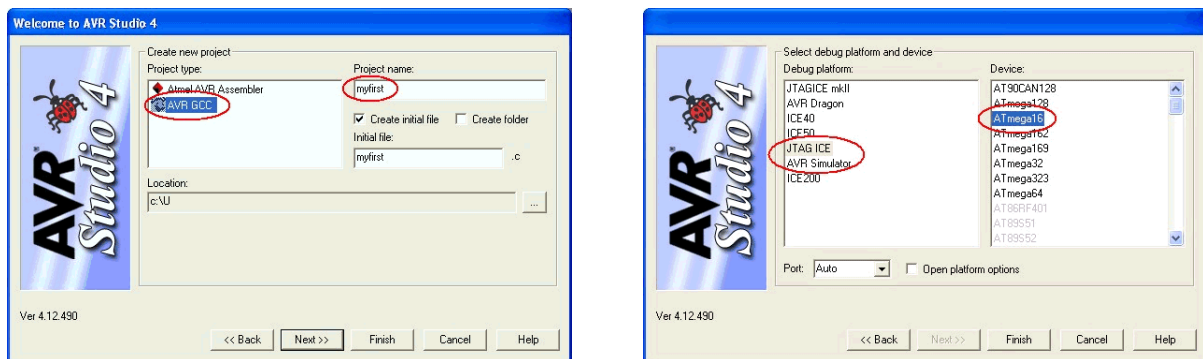 Welcome to AVR Studio 4
AVR Studio 4
Create new project
Project type:
Atmel AVR Assembler
AVR GCC
Project name:
myfirst
Create initial file
Create folder
Initial file:
myfirst
.c
Location:
c:\U
...
Ver 4.12.490
<< Back
Next >>
Finish
Cancel
Help
AVR Studio 4
Select debug platform and device
Debug platform:
JTAGICE mkII
AVR Dragon
ICE40
ICE50
JTAG ICE
AVR Simulator
ICE200
Device:
AT90CAN128
ATmega128
ATmega16
ATmega162
ATmega169
ATmega32
ATmega323
ATmega64
AT86RF401
AT89S51
AT89S52
Port:
Auto
Open platform options
Ver 4.12.490
<< Back
Next >>
Finish
Cancel
Help